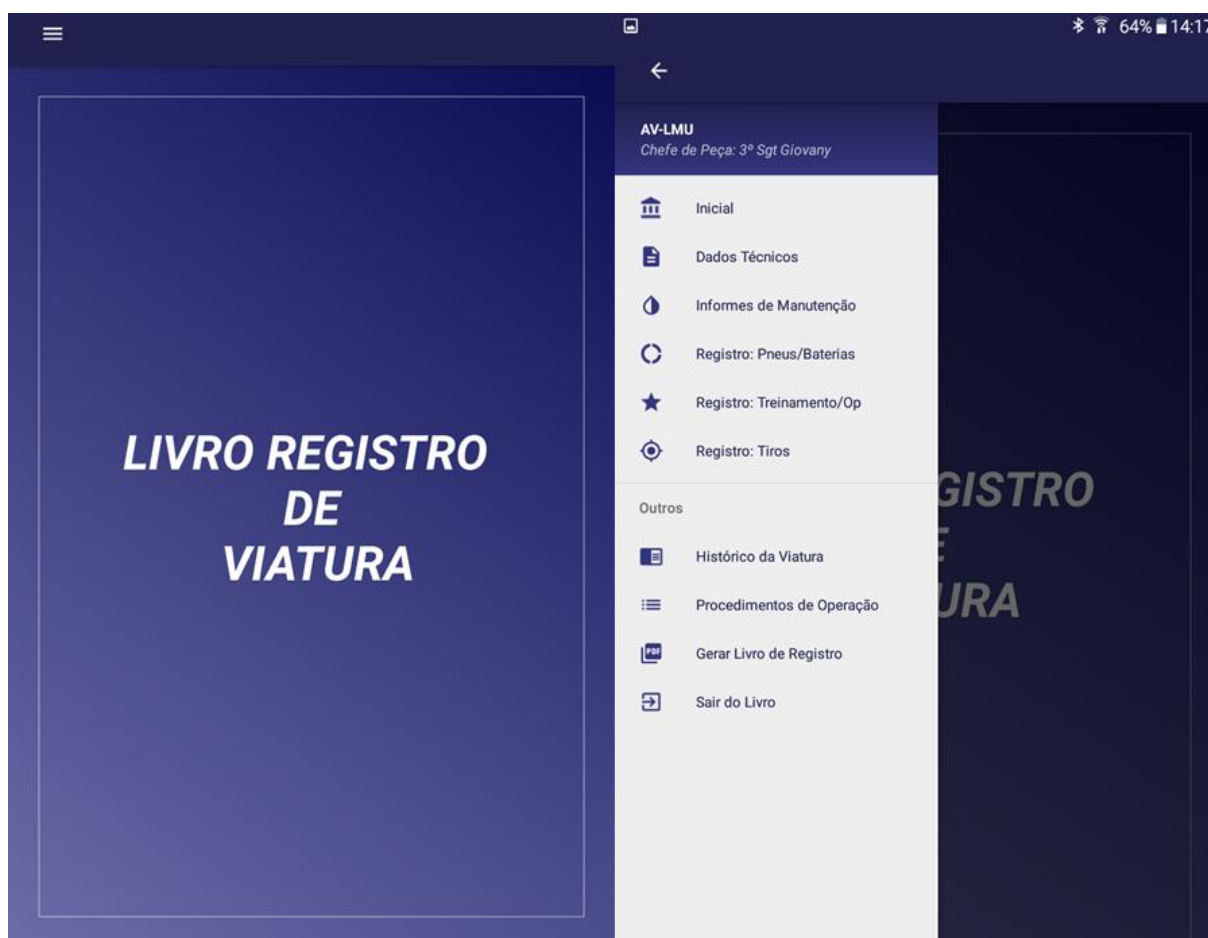 LIVRO REGISTRO
DE
VIATURA
64% 14:17
AV-LMU
Chefe de Peça: 3º Sgt Giovany
Inicial
Dados Técnicos
Informes de Manutenção
Registro: Pneus/Baterias
Registro: Treinamento/Op
Registro: Tiros
Outros
Histórico da Viatura
Procedimentos de Operação
PDF
Gerar Livro de Registro
Sair do Livro
GISTRO
E
URA